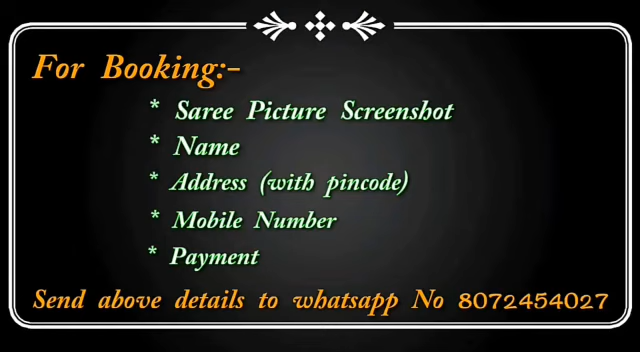 For Booking:-
* Saree Picture Screenshot
* Name
* Address (with pincode)
* Mobile Number
* Payment
Send above details to whatsapp No 8072454027